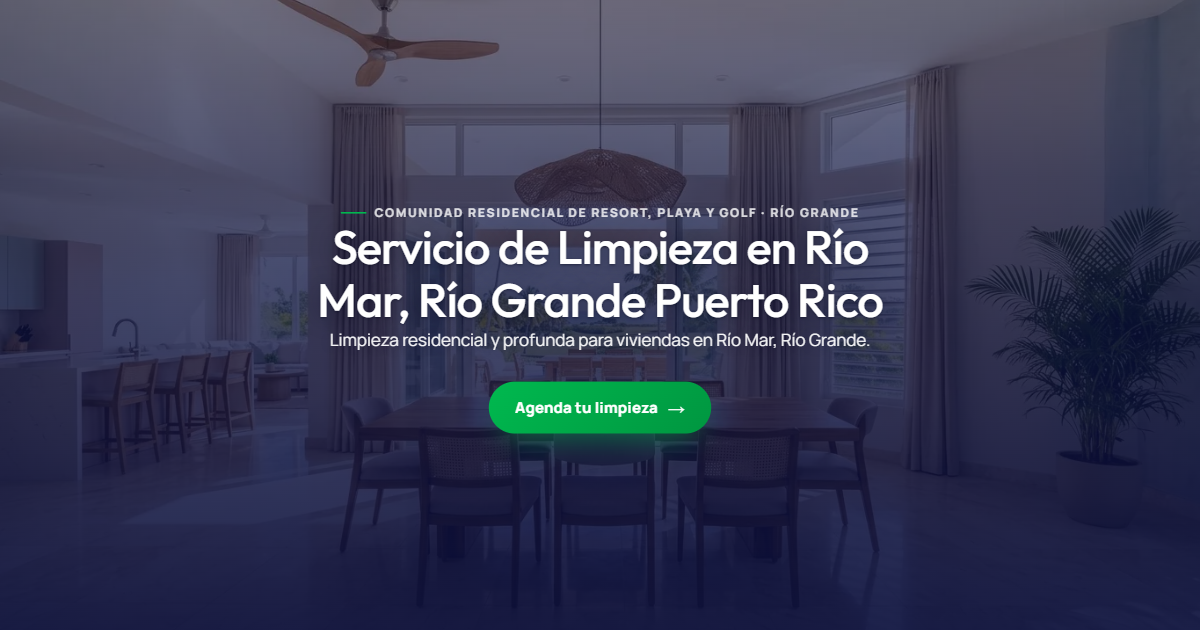 COMUNIDAD RESIDENCIAL DE RESORT, PLAYA Y GOLF · RÍO GRANDE
Servicio de Limpieza en Río
Mar, Río Grande Puerto Rico
Limpieza residencial y profunda para viviendas en Río Mar, Río Grande.
Agenda tu limpieza →